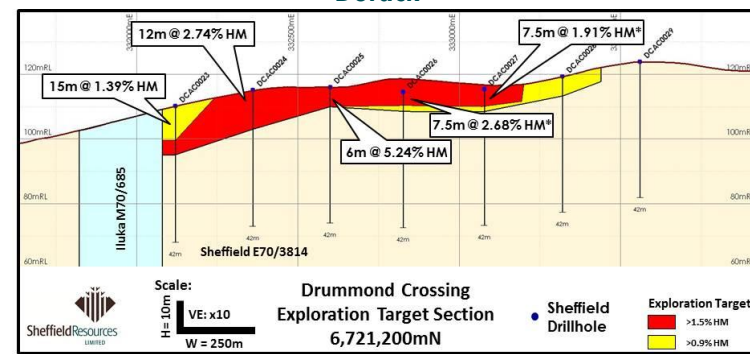 12m @ 2.74% HM
7.5m @ 1.91% HM*
332000mE
332500mE
333000mE
DCAC0023
DCAC0024
DCAC0025
DCAC0026
DCAC0027
DCAC0028
DCAC0029
120mRL
120mRL
15m @ 1.39% HM
100mRL
100mRL
7.5m @ 2.68% HM*
6m @ 5.24% HM
80mRL
80mRL
Iluka M70/685
42m
42m
42m
42m
42m
42m
42m
Sheffield E70/3814
60mRL
60mRL
Scale:
H = 10m
VE: x10
W = 250m
Sheffield Resources
LIMITED
Drummond Crossing
Exploration Target Section
6,721,200mN
Sheffield
Drillhole
Exploration Target
>1.5% HM
>0.9% HM